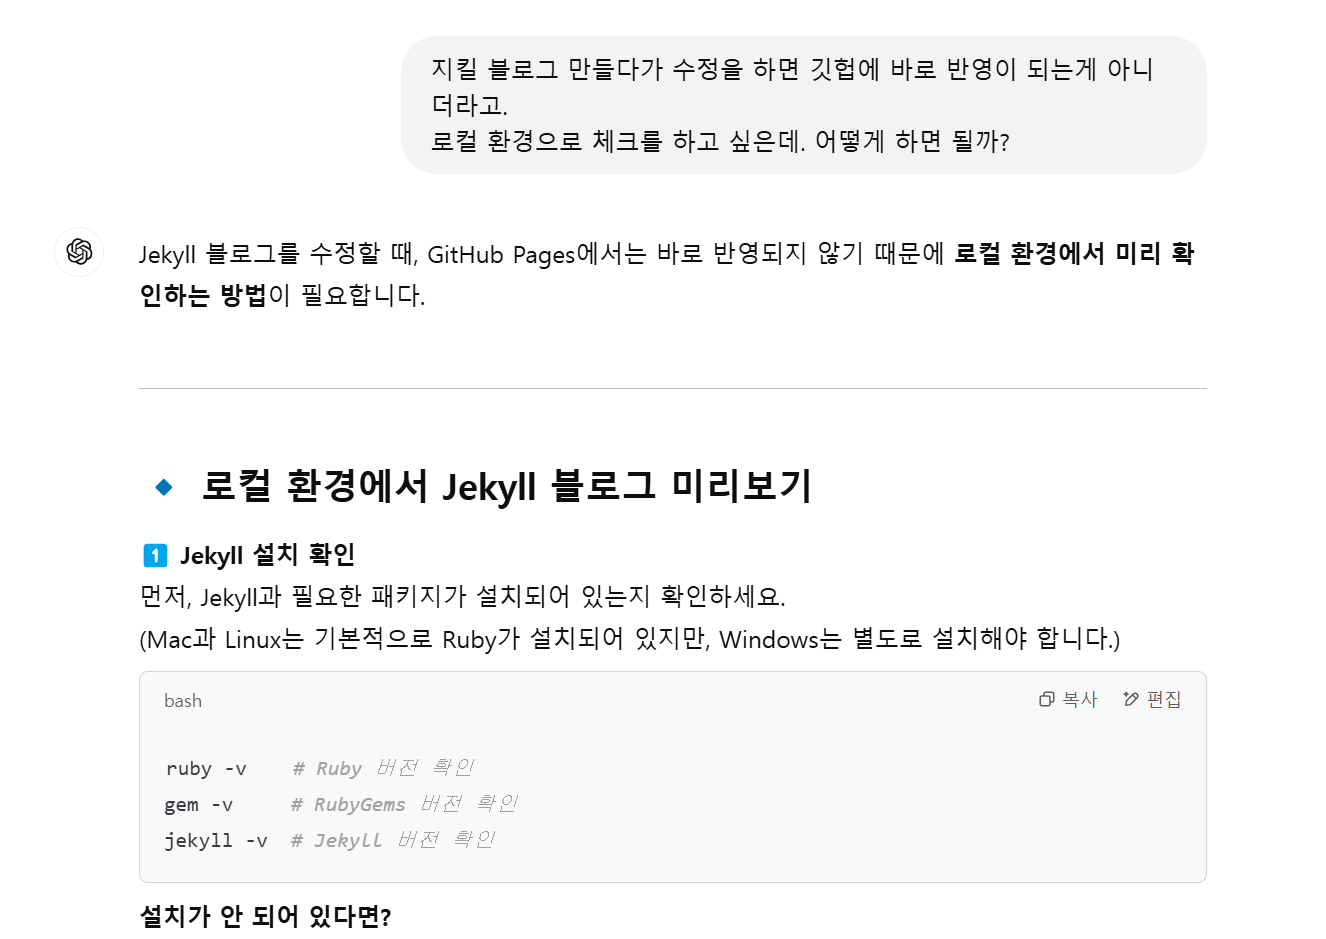 지킬 블로그 만들다가 수정을 하면 깃헙에 바로 반영이 되는게 아니
더라고.
로컬 환경으로 체크를 하고 싶은데. 어떻게 하면 될까?
Jekyll 블로그를 수정할 때, GitHub Pages에서는 바로 반영되지 않기 때문에 로컬 환경에서 미리 확
인하는 방법이 필요합니다.
로컬 환경에서 Jekyll 블로그 미리보기
1 Jekyll 설치 확인
먼저, Jekyll과 필요한 패키지가 설치되어 있는지 확인하세요.
(Mac과 Linux는 기본적으로 Ruby가 설치되어 있지만, Windows는 별도로 설치해야 합니다.)
bash 복사 편집
ruby -v # Ruby 버전 확인
gem -v # RubyGems 버전 확인
jekyll -v # Jekyll 버전 확인
설치가 안 되어 있다면?